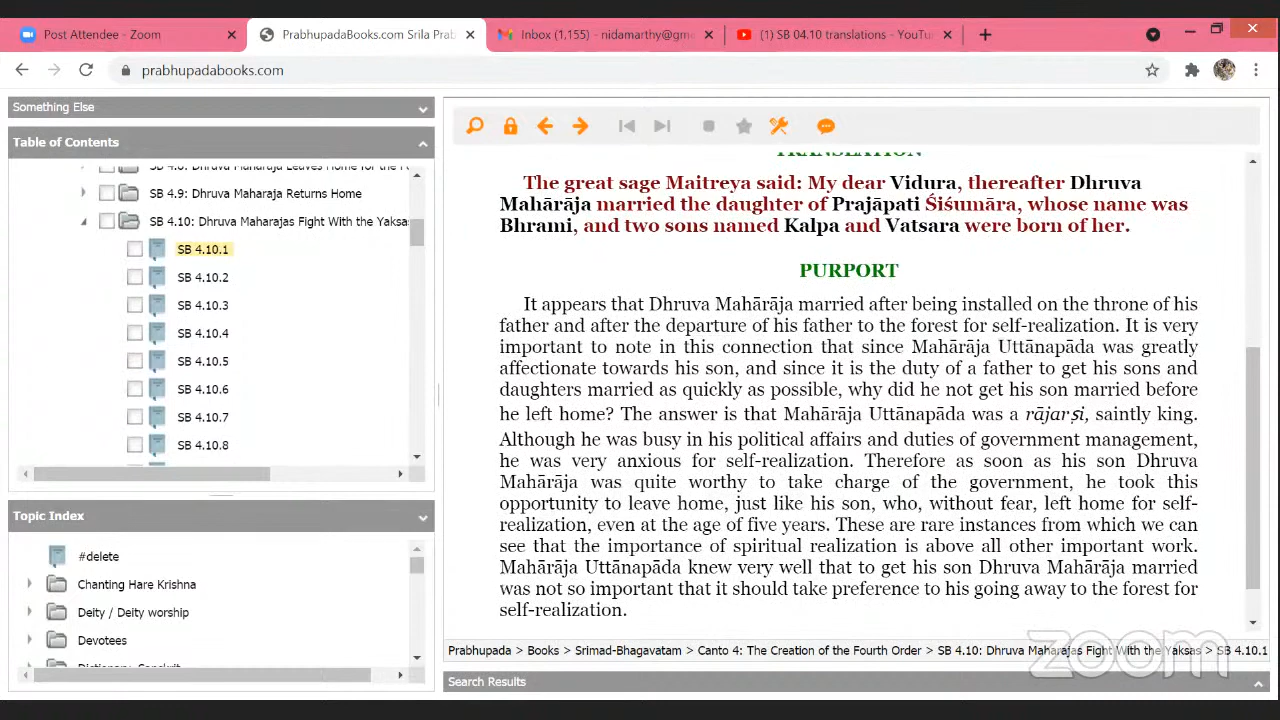 Post Attendee - Zoom
PrabhupadaBooks.com Srila Prab
Inbox (1,155) - nidamarthy@gm
(1) SB 04.10 translations - YouTu
prabhupadabooks.com
Something Else
Table of Contents
SB 4.8: Dhruva Maharaja Leaves Home for the F
SB 4.9: Dhruva Maharaja Returns Home
SB 4.10: Dhruva Maharajas Fight With the Yaksa
SB 4.10.1
SB 4.10.2
SB 4.10.3
SB 4.10.4
SB 4.10.5
SB 4.10.6
SB 4.10.7
SB 4.10.8
Topic Index
#delete
Chanting Hare Krishna
Deity / Deity worship
Devotees
Dictionary, Sanskrit
TRANSLATION
The great sage Maitreya said: My dear Vidura, thereafter Dhruva
Mahārāja married the daughter of Prajāpati Śiśumāra, whose name was
Bhrami, and two sons named Kalpa and Vatsara were born of her.
PURPORT
It appears that Dhruva Mahārāja married after being installed on the throne of his
father and after the departure of his father to the forest for self-realization. It is very
important to note in this connection that since Mahārāja Uttānapāda was greatly
affectionate towards his son, and since it is the duty of a father to get his sons and
daughters married as quickly as possible, why did he not get his son married before
he left home? The answer is that Mahārāja Uttānapāda was a rājarṣi, saintly king.
Although he was busy in his political affairs and duties of government management,
he was very anxious for self-realization. Therefore as soon as his son Dhruva
Mahārāja was quite worthy to take charge of the government, he took this
opportunity to leave home, just like his son, who, without fear, left home for self-
realization, even at the age of five years. These are rare instances from which we can
see that the importance of spiritual realization is above all other important work.
Mahārāja Uttānapāda knew very well that to get his son Dhruva Mahārāja married
was not so important that it should take preference to his going away to the forest for
self-realization.
Prabhupada > Books > Srimad-Bhagavatam > Canto 4: The Creation of the Fourth Order > SB 4.10: Dhruva Maharajas Fight With the Yaksas > SB 4.10.1
Search Results
zoom